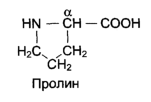 α
HN — CH — COOH
H₂C CH₂
CH₂
Пролин